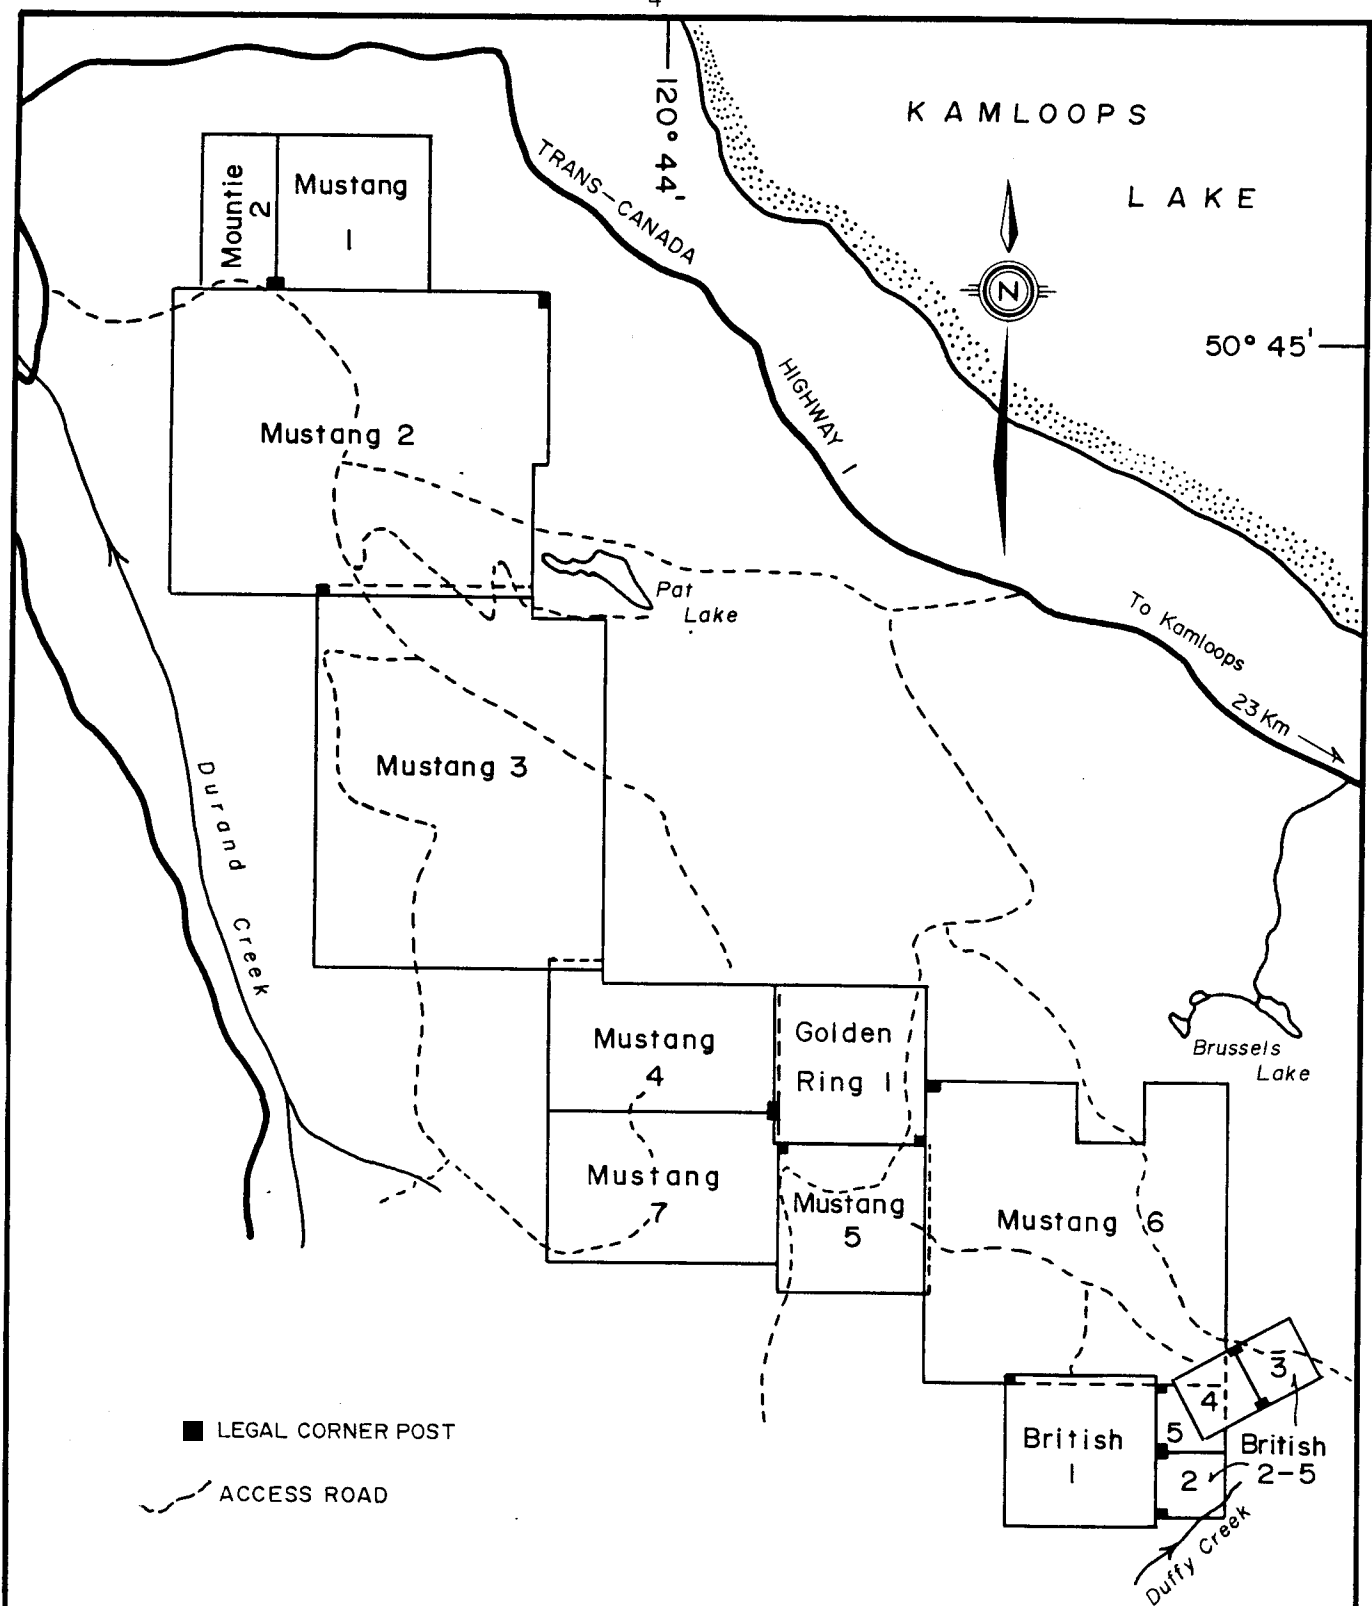 4
120° 44'
KAMLOOPS
LAKE
TRANS-CANADA
HIGHWAY 1
N
50° 45'
Mountie
2
Mustang
1
Mustang 2
Pat
Lake
To Kamloops
23 Km
Mustang 3
Durand Creek
Golden
Ring 1
Mustang
4
Brussels
Lake
Mustang
7
Mustang
5
Mustang 6
3
4
5
British
2-5
2
British
1
Duffy Creek
LEGAL CORNER POST
ACCESS ROAD